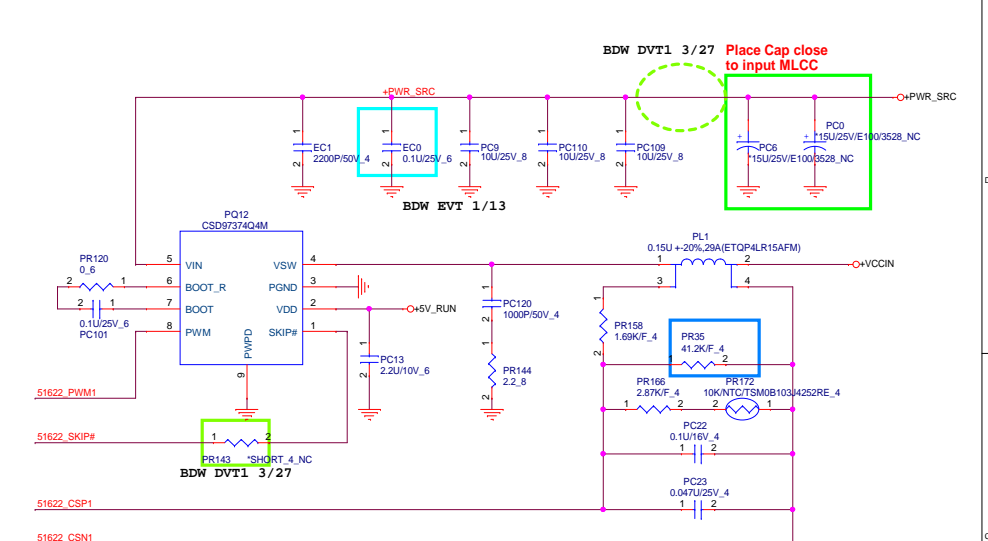 BDW DVT1 3/27
Place Cap close
to input MLCC
+PWR_SRC
+PWR_SRC
1
2
EC1
2200P/50V_4
1
2
EC0
0.1U/25V_6
1
2
PC9
10U/25V_8
1
2
PC110
10U/25V_8
1
2
PC109
10U/25V_8
+
PC6
*15U/25V/E100/3528_NC
+
PC0
*15U/25V/E100/3528_NC
BDW EVT 1/13
D
PQ12
CSD97374Q4M
PR120
0_6
2
1
2
1
0.1U/25V_6
PC101
5
VIN
6
BOOT_R
7
BOOT
8
PWM
VSW
4
PGND
3
VDD
2
SKIP#
1
PWPD
9
+5V_RUN
1
2
PC13
2.2U/10V_6
1
2
PC120
1000P/50V_4
1
2
PR144
2.2_8
PL1
0.15U +-20%,29A(ETQP4LR15AFM)
1
2
3
4
+VCCIN
1
2
PR158
1.69K/F_4
PR35
41.2K/F_4
1
2
PR166
2.87K/F_4
1
2
PR172
10K/NTC/TSM0B103J4252RE_4
2
1
PC22
0.1U/16V_4
1
2
PC23
0.047U/25V_4
1
2
51622_PWM1
51622_SKIP#
1
2
PR143
*SHORT_4_NC
BDW DVT1 3/27
51622_CSP1
51622_CSN1
C